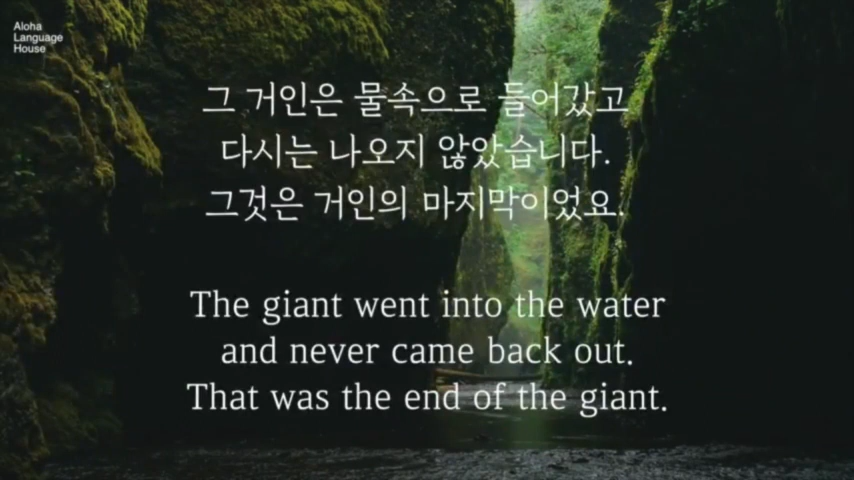 Aloha
Language
House
그 거인은 물속으로 들어갔고
다시는 나오지 않았습니다.
그것은 거인의 마지막이었요.
The giant went into the water
and never came back out.
That was the end of the giant.